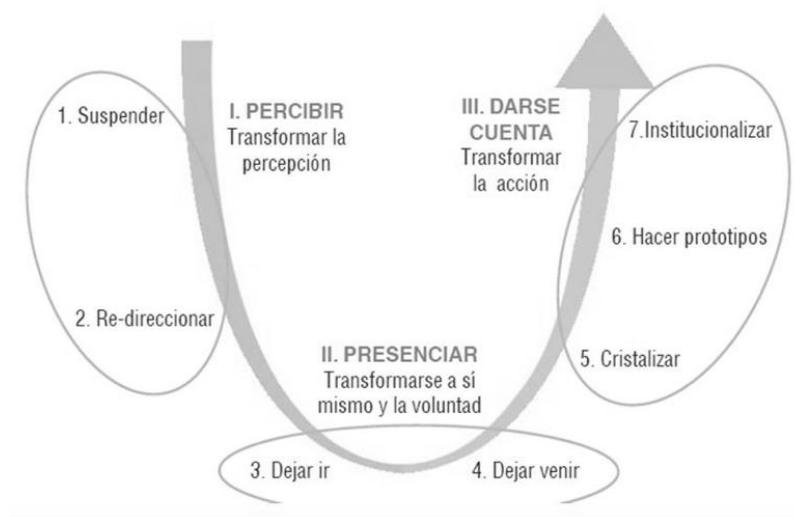 1. Suspender
I. PERCIBIR
Transformar la
percepción
2. Re-direccionar
II. PRESENCIAR
Transformarse a sí
mismo y la voluntad
3. Dejar ir
4. Dejar venir
III. DARSE
CUENTA
Transformar
la acción
5. Cristalizar
6. Hacer prototipos
7.Institucionalizar